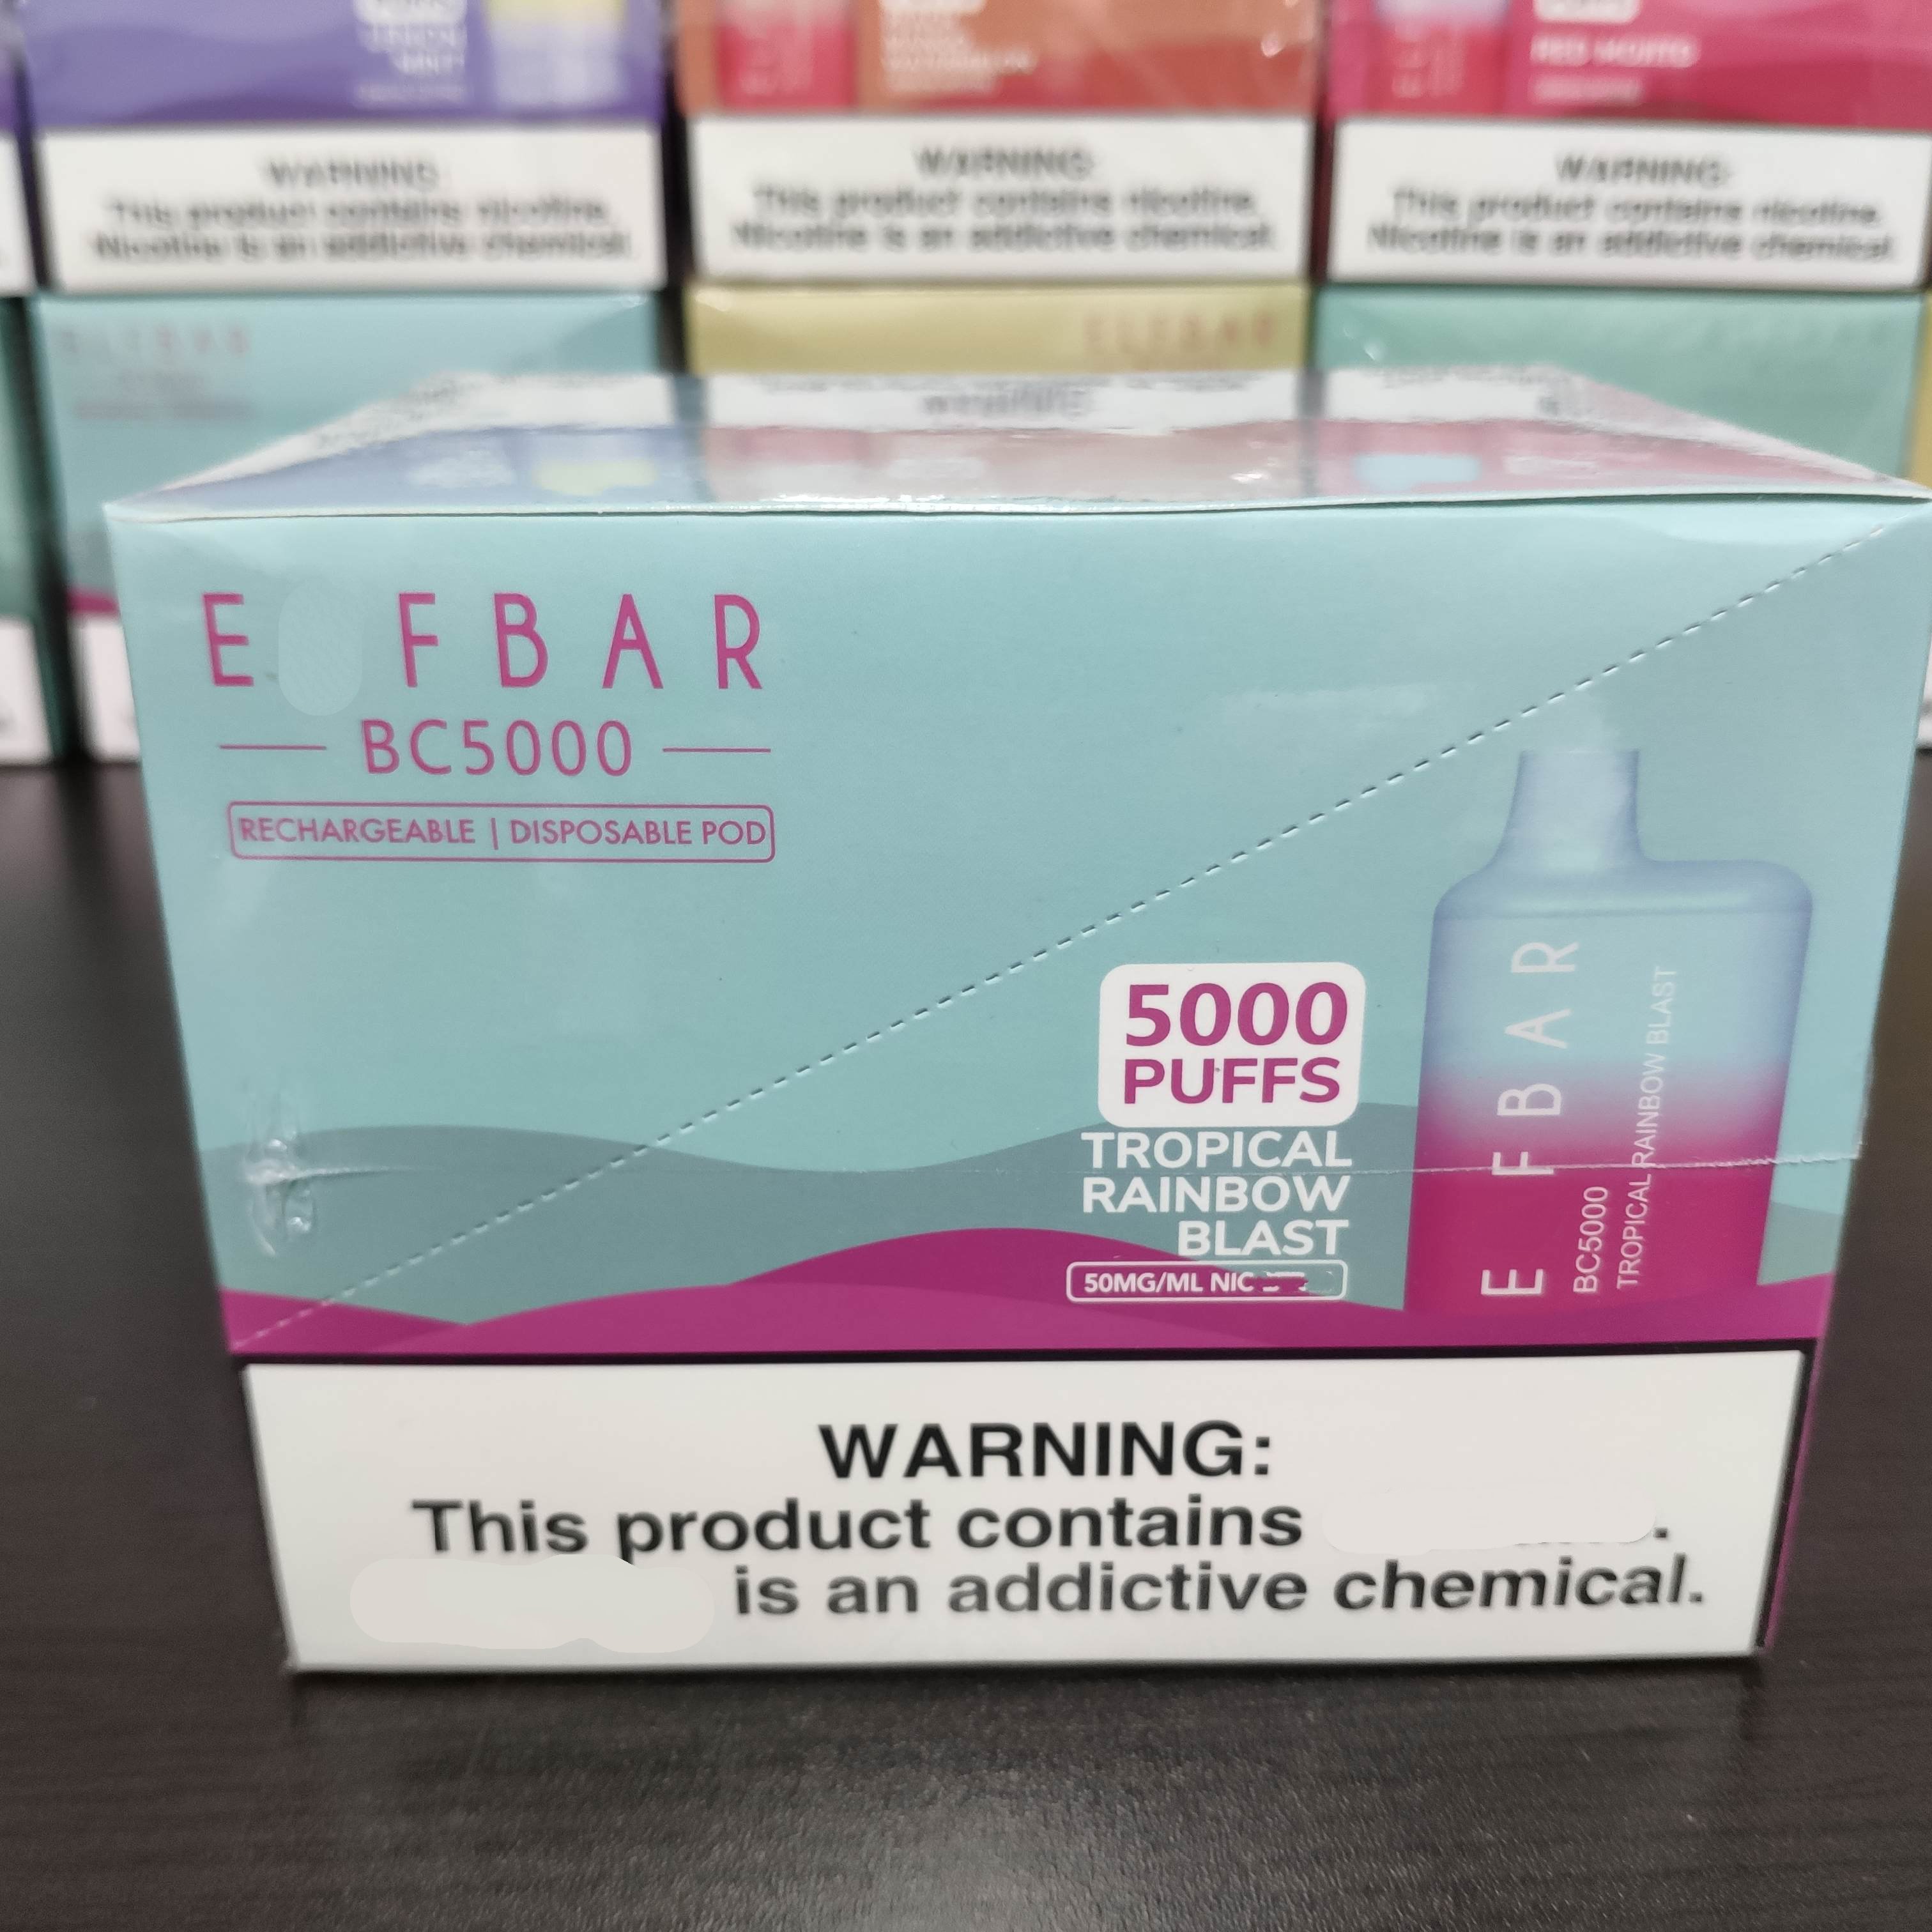 RED MOJITO
WARNING:
This product contains nicotine.
Nicotine is an addictive chemical.
WARNING:
This product contains nicotine.
Nicotine is an addictive chemical.
WARNING:
This product contains nicotine.
Nicotine is an addictive chemical.
ELFBAR
ELFBAR
E FBAR
BC5000
RECHARGEABLE | DISPOSABLE POD
5000
PUFFS
TROPICAL
RAINBOW
BLAST
50MG/ML NIC
E FBAR
BC5000
TROPICAL RAINBOW BLAST
WARNING:
This product contains .
is an addictive chemical.